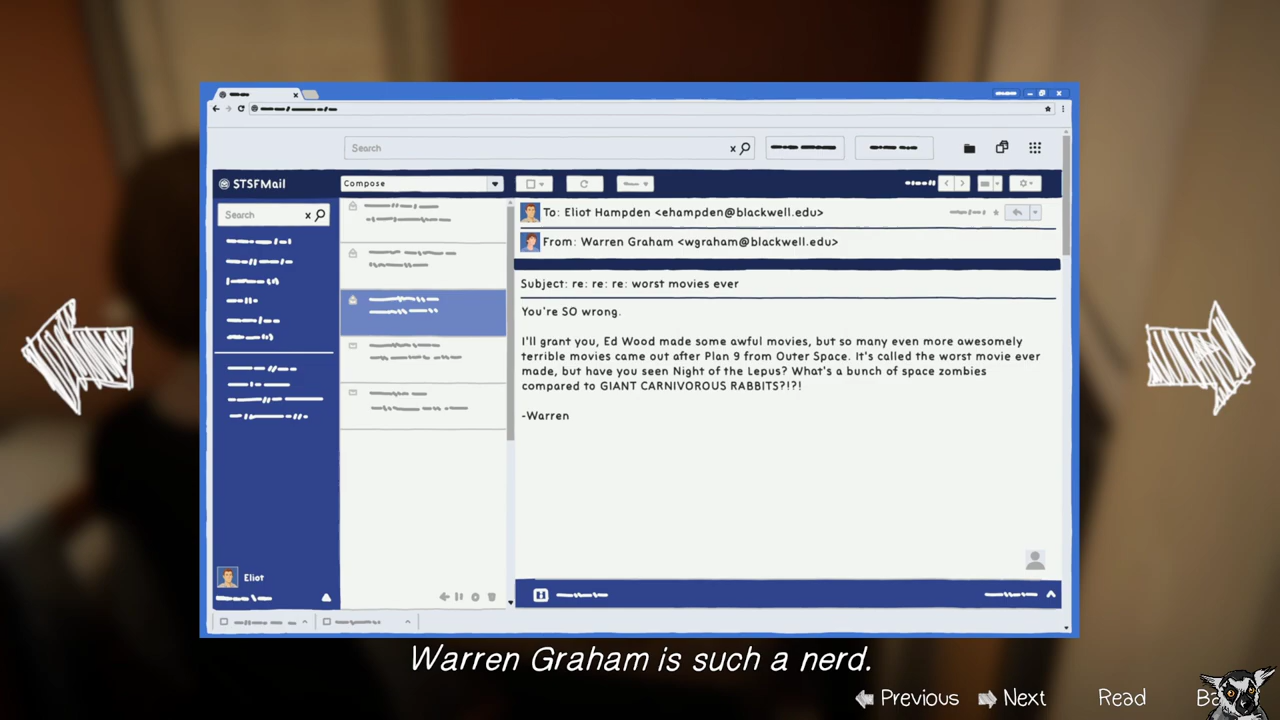 Search
STSFMail
Compose
Search
To: Eliot Hampden <ehampden@blackwell.edu>
From: Warren Graham <wgraham@blackwell.edu>
Subject: re: re: re: worst movies ever
You're SO wrong.
I'll grant you, Ed Wood made some awful movies, but so many even more awesomely
terrible movies came out after Plan 9 from Outer Space. It's called the worst movie ever
made, but have you seen Night of the Lepus? What's a bunch of space zombies
compared to GIANT CARNIVOROUS RABBITS?!?!
-Warren
Eliot
Warren Graham is such a nerd.
Previous Next Read